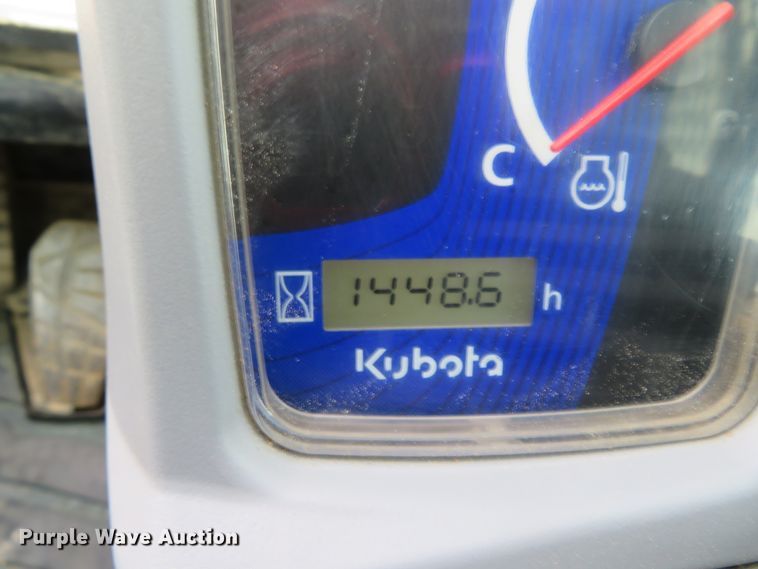 C
1448.6 h
Kubota
Purple Wave Auction